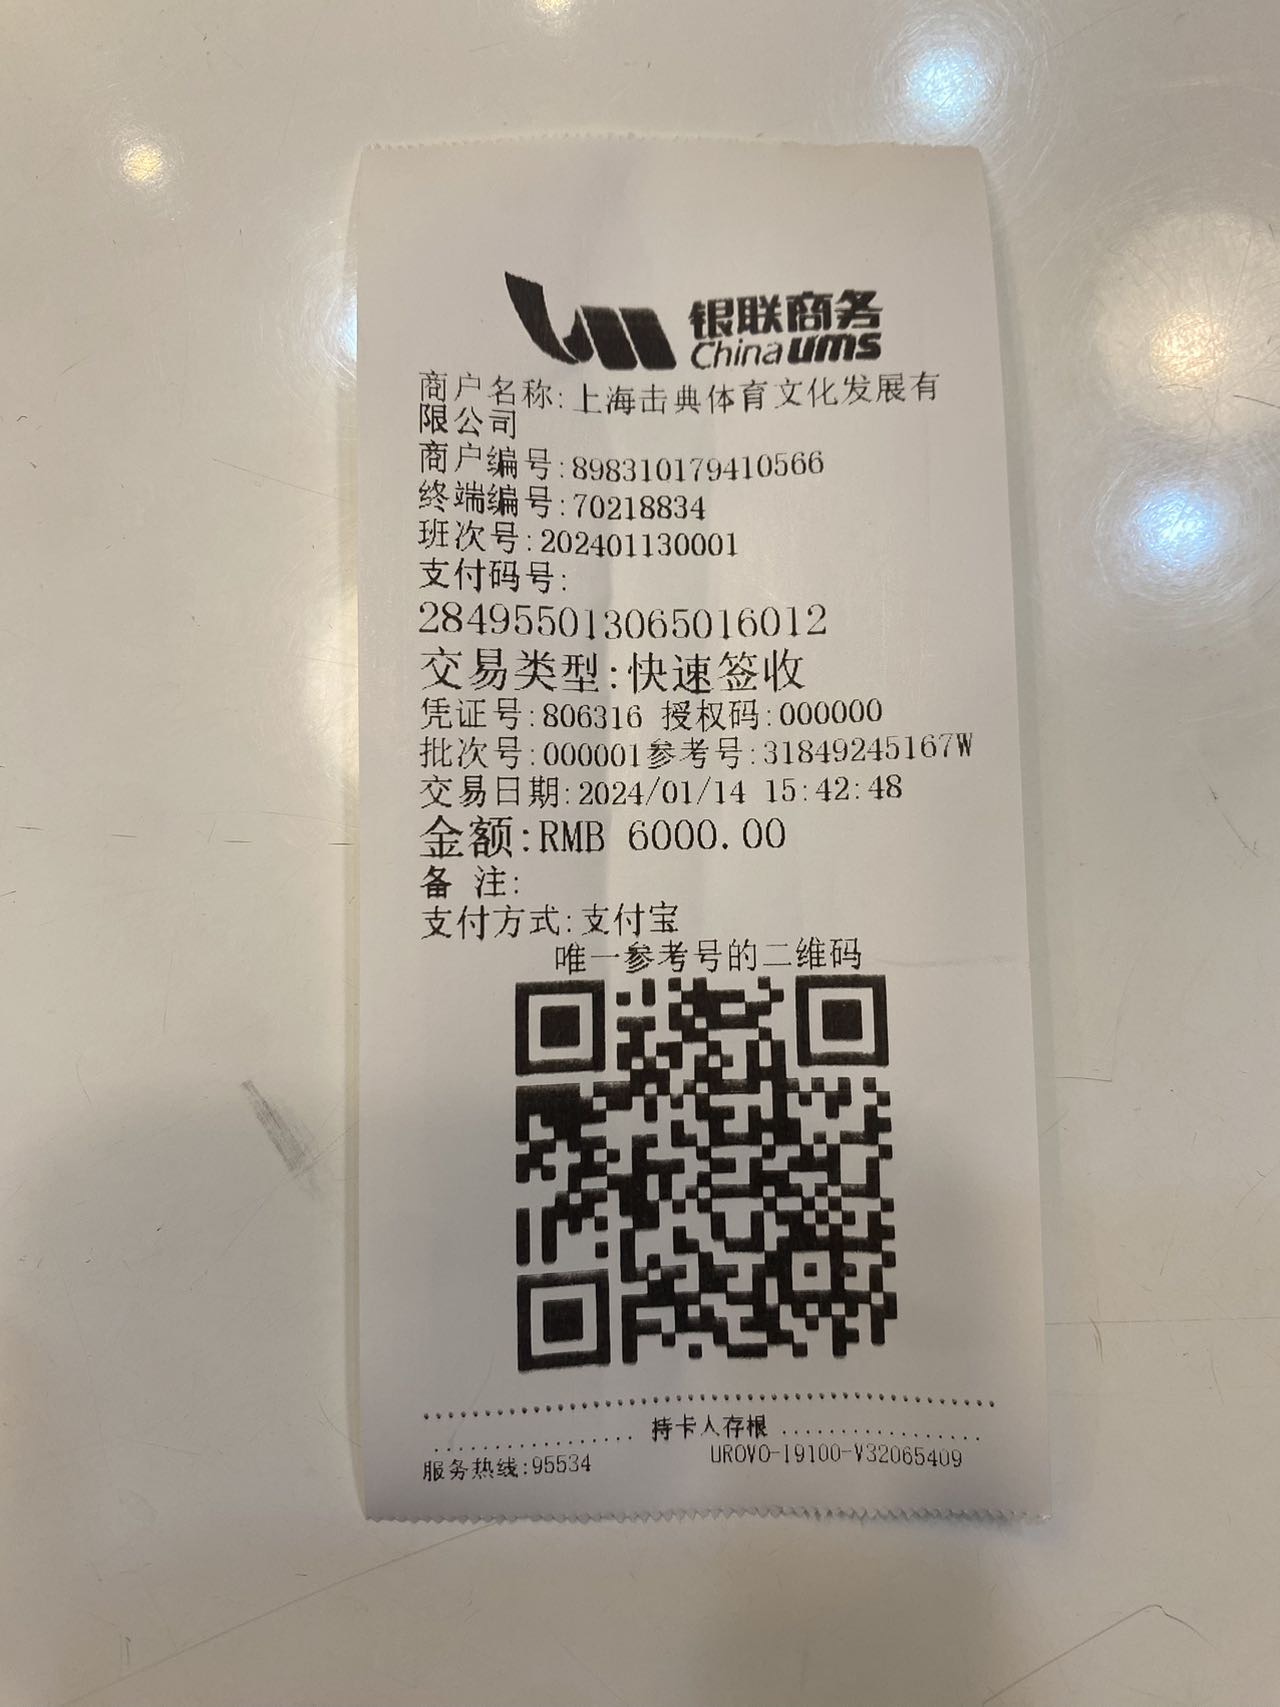 银联商务
China ums
商户名称:上海击典体育文化发展有
限公司
商户编号:898310179410566
终端编号:70218834
班次号:202401130001
支付码号:
284955013065016012
交易类型:快速签收
凭证号:806316 授权码:000000
批次号:000001参考号:31849245167W
交易日期:2024/01/14 15:42:48
金额:RMB 6000.00
备 注:
支付方式:支付宝
唯一参考号的二维码
持卡人存根
服务热线:95534 UROVO-I9100-V32065409